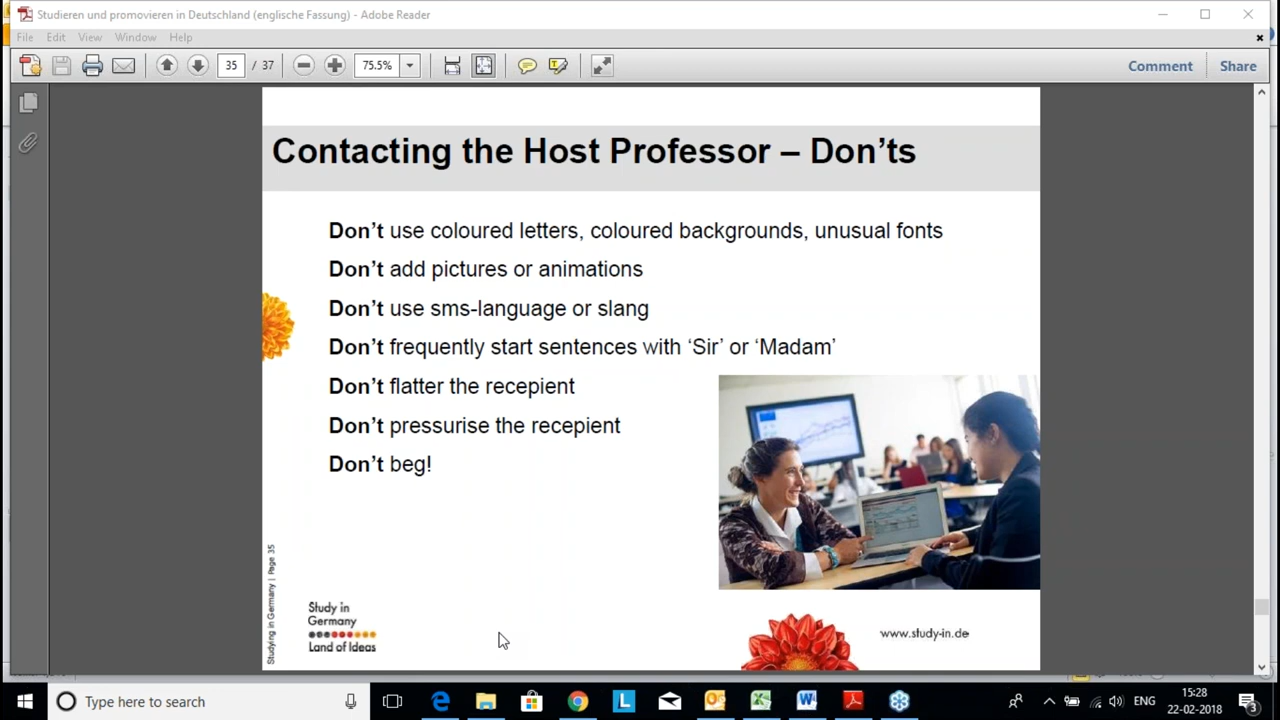 Studieren und promovieren in Deutschland (englische Fassung) - Adobe Reader
File Edit View Window Help
35 / 37 75.5% Comment Share
Contacting the Host Professor – Don'ts
Don't use coloured letters, coloured backgrounds, unusual fonts
Don't add pictures or animations
Don't use sms-language or slang
Don't frequently start sentences with 'Sir' or 'Madam'
Don't flatter the recepient
Don't pressurise the recepient
Don't beg!
Studying in Germany | Page 35
Study in
Germany
Land of Ideas
www.study-in.de
Type here to search
ENG
15:28
22-02-2018
3